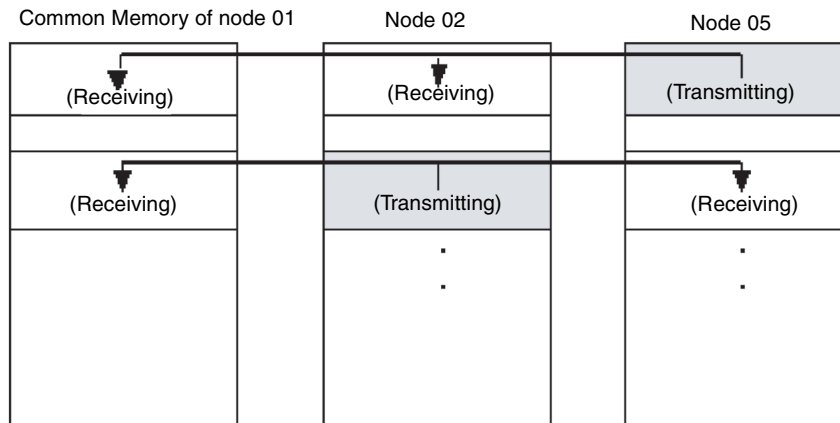 Common Memory of node 01
Node 02
Node 05
(Receiving)
(Receiving)
(Transmitting)
(Receiving)
(Transmitting)
(Receiving)